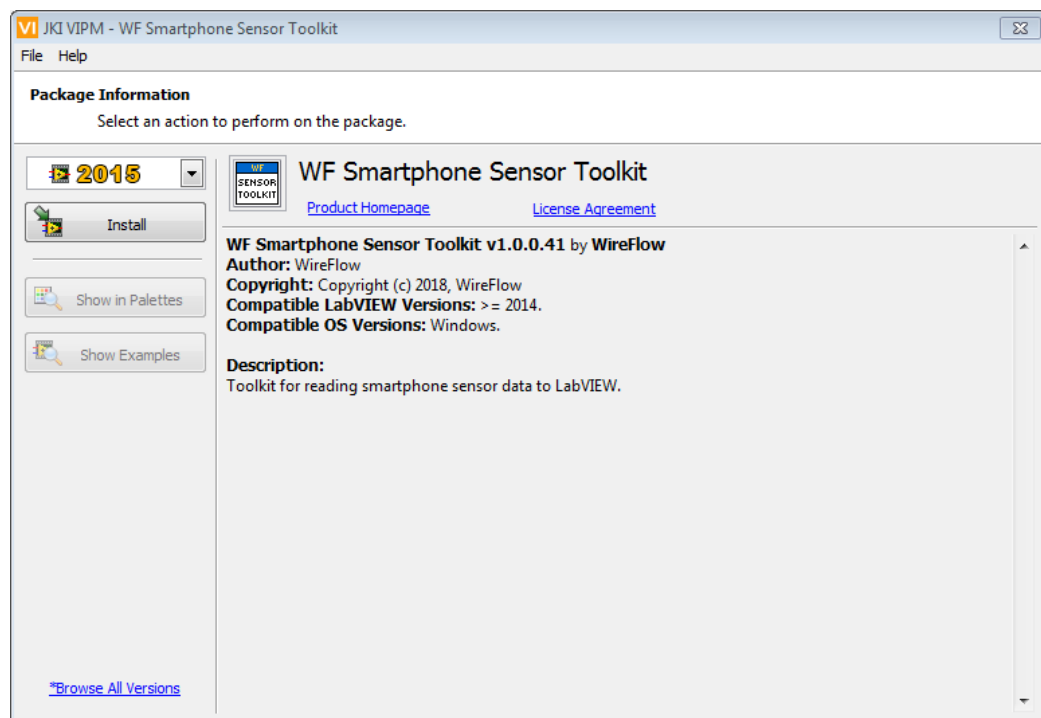 VI JKI VIPM - WF Smartphone Sensor Toolkit
File Help
Package Information
Select an action to perform on the package.
2015
Install
Show in Palettes
Show Examples
*Browse All Versions
WF
SENSOR
TOOLKIT
WF Smartphone Sensor Toolkit
Product Homepage License Agreement
WF Smartphone Sensor Toolkit v1.0.0.41 by WireFlow
Author: WireFlow
Copyright: Copyright (c) 2018, WireFlow
Compatible LabVIEW Versions: >= 2014.
Compatible OS Versions: Windows.
Description:
Toolkit for reading smartphone sensor data to LabVIEW.